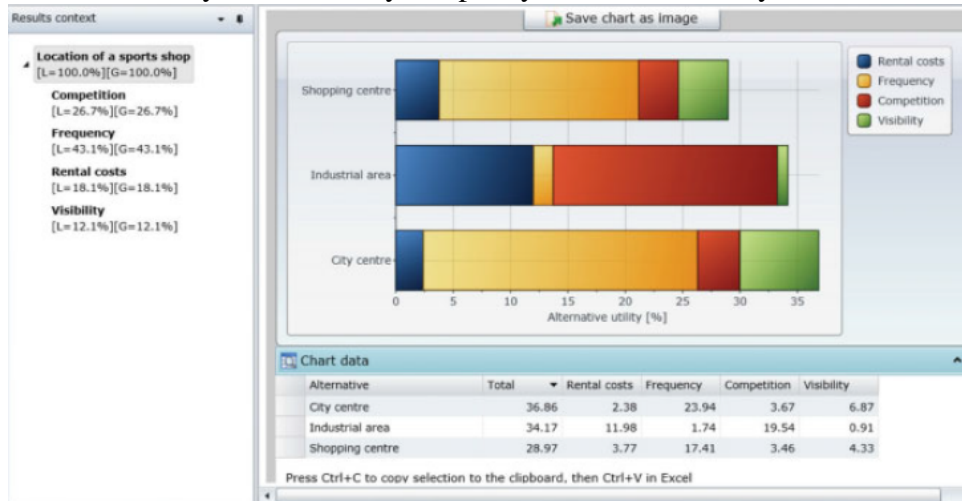 Results context
Location of a sports shop
[L=100.0%][G=100.0%]
Competition
[L=26.7%][G=26.7%]
Frequency
[L=43.1%][G=43.1%]
Rental costs
[L=18.1%][G=18.1%]
Visibility
[L=12.1%][G=12.1%]
Save chart as image
Shopping centre
Industrial area
City centre
0 5 10 15 20 25 30 35
Alternative utility [%]
Rental costs
Frequency
Competition
Visibility
Chart data
Alternative Total Rental costs Frequency Competition Visibility
City centre 36.86 2.38 23.94 3.67 6.87
Industrial area 34.17 11.98 1.74 19.54 0.91
Shopping centre 28.97 3.77 17.41 3.46 4.33
Press Ctrl+C to copy selection to the clipboard, then Ctrl+V in Excel